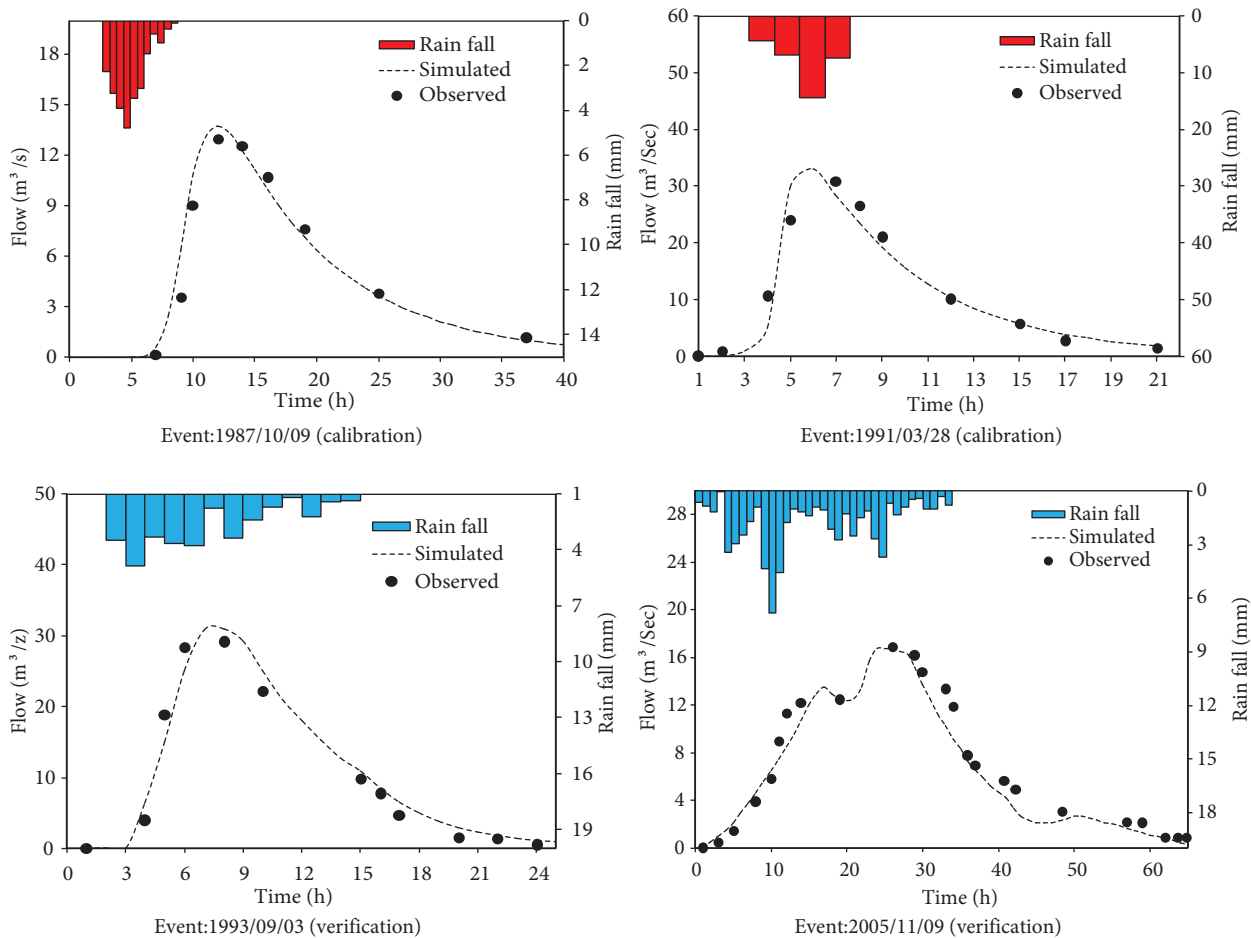 18
15
12
9
6
3
0
Flow (m³/s)
0
2
4
6
8
10
12
14
Rain fall (mm)
Rain fall
Simulated
Observed
0 5 10 15 20 25 30 35 40
Time (h)
Event:1987/10/09 (calibration)
60
50
40
30
20
10
0
Flow (m³/Sec)
0
10
20
30
40
50
60
Rain fall (mm)
Rain fall
Simulated
Observed
1 3 5 7 9 11 13 15 17 19 21
Time (h)
Event:1991/03/28 (calibration)
50
40
30
20
10
0
Flow (m³/z)
1
4
7
10
13
16
19
Rain fall (mm)
Rain fall
Simulated
Observed
0 3 6 9 12 15 18 21 24
Time (h)
Event:1993/09/03 (verification)
28
24
20
16
12
8
4
0
Flow (m³/Sec)
0
3
6
9
12
15
18
Rain fall (mm)
Rain fall
Simulated
Observed
0 10 20 30 40 50 60
Time (h)
Event:2005/11/09 (verification)